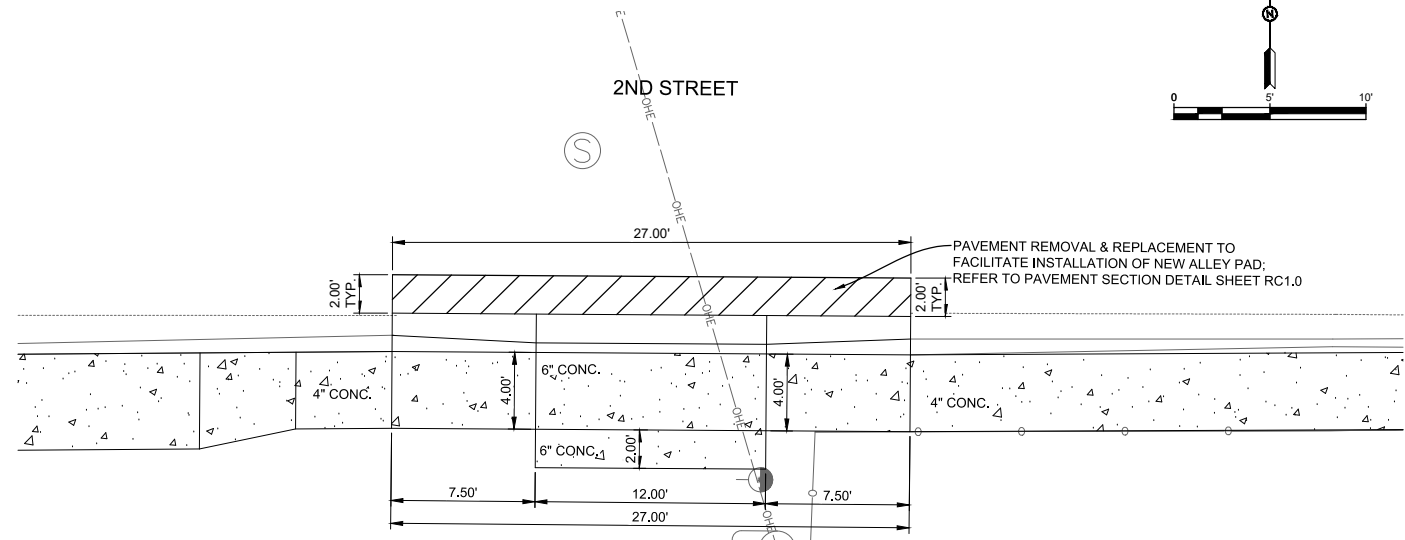 OHE
N
2ND STREET
0 5' 10'
OHE
S
OHE
27.00'
PAVEMENT REMOVAL & REPLACEMENT TO
FACILITATE INSTALLATION OF NEW ALLEY PAD;
REFER TO PAVEMENT SECTION DETAIL SHEET RC1.0
2.00'
TYP.
2.00'
TYP.
OHE
6" CONC.
4" CONC.
4.00'
4.00'
4" CONC.
OHE
6" CONC.
2.00'
7.50'
12.00'
7.50'
27.00'
OHE